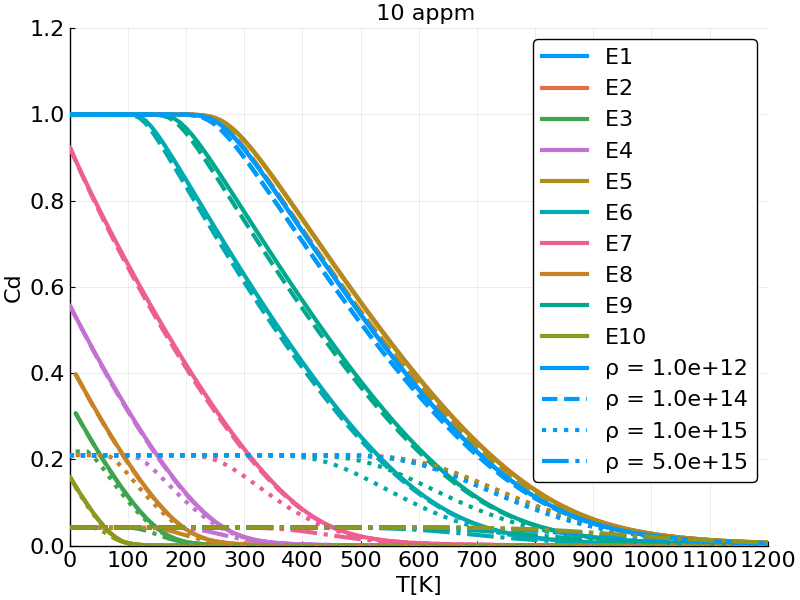 10 appm
1.2
1.0
0.8
0.6
0.4
0.2
0.0
Cd
0 100 200 300 400 500 600 700 800 900 1000 1100 1200
T[K]
E1
E2
E3
E4
E5
E6
E7
E8
E9
E10
ρ = 1.0e+12
ρ = 1.0e+14
ρ = 1.0e+15
ρ = 5.0e+15